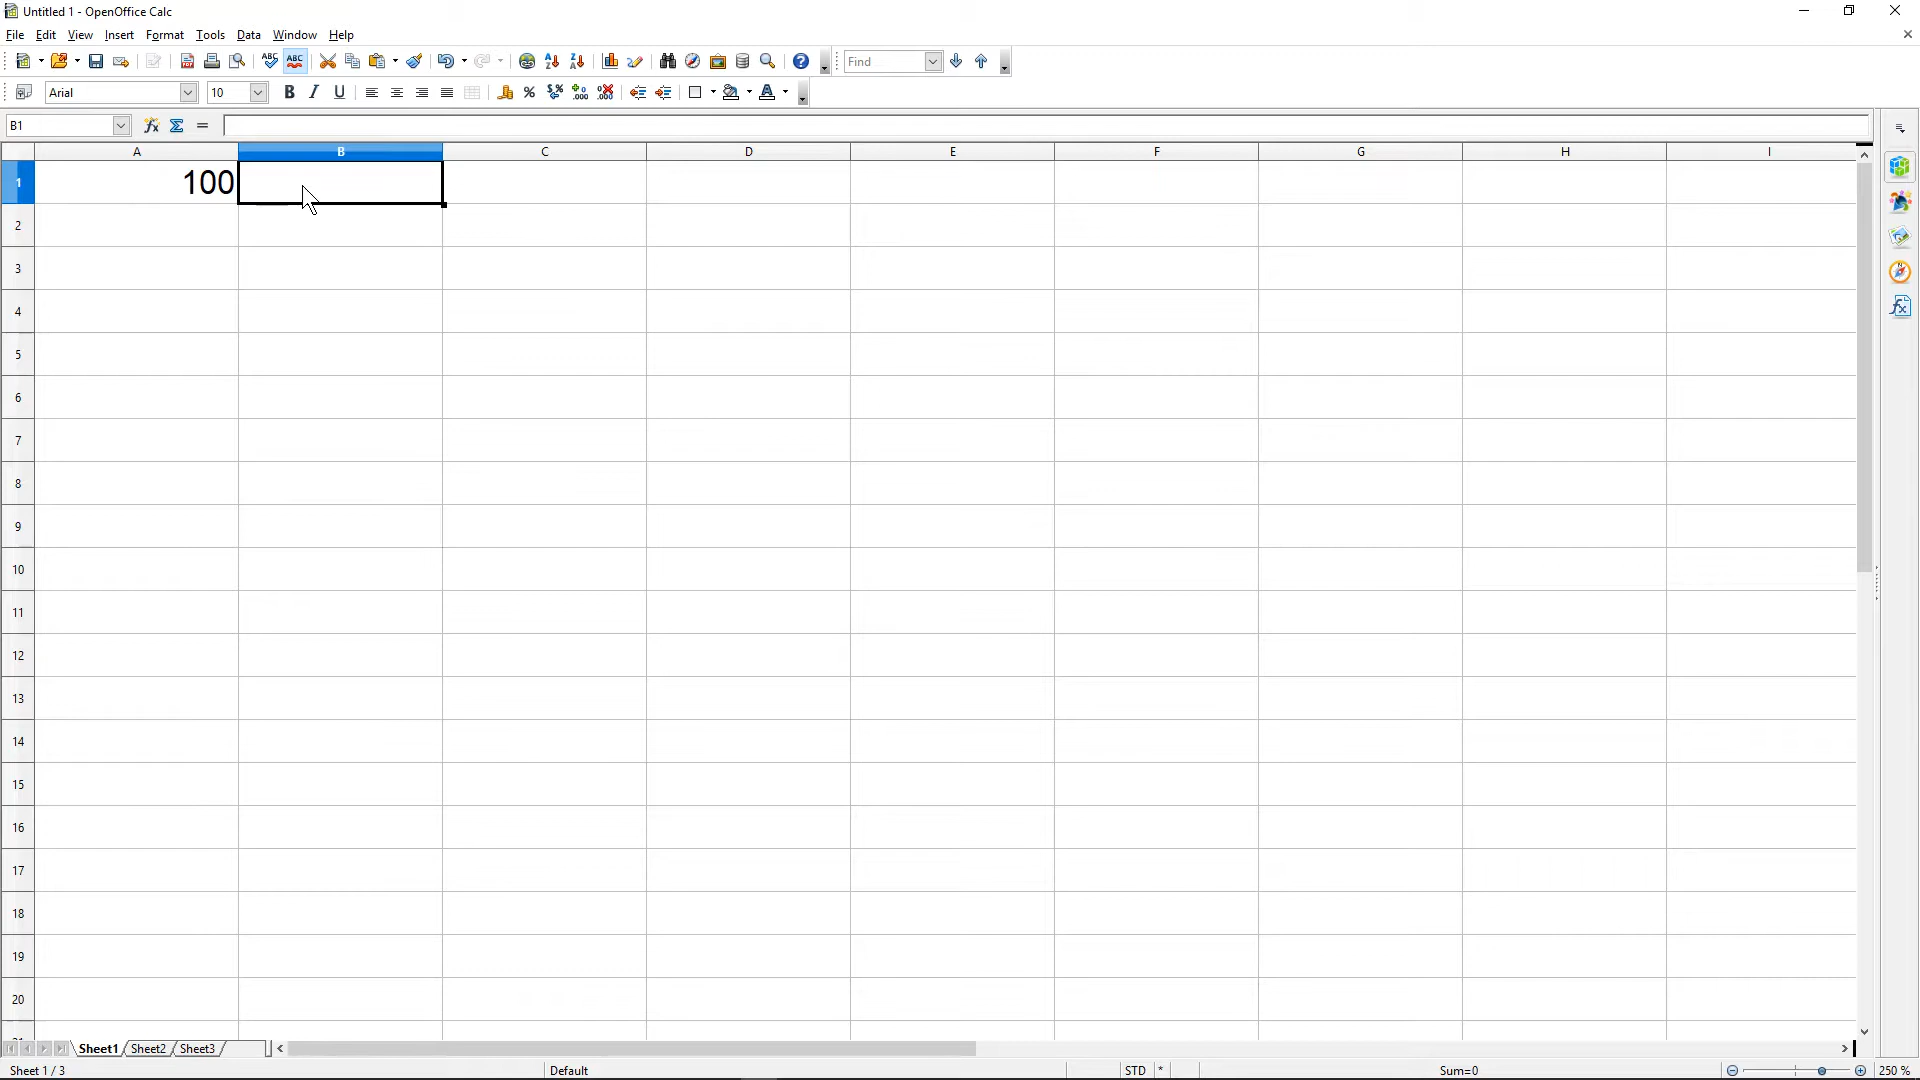 Untitled 1 - OpenOffice Calc
File Edit View Insert Format Tools Data Window Help
ABC ABC Find
Arial 10
B1
A B C D E F G H I
1 100
2
3
4
5
6
7
8
9
10
11
12
13
14
15
16
17
18
19
20
Sheet1 Sheet2 Sheet3
Sheet 1 / 3 Default STD * Sum=0 250 %